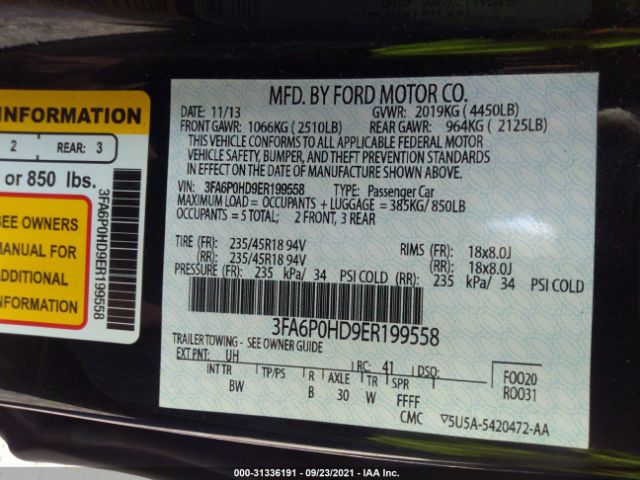 INFORMATION
2 REAR: 3
or 850 lbs.
SEE OWNERS
MANUAL FOR
ADDITIONAL
INFORMATION
3FA6P0HD9ER199558
MFD. BY FORD MOTOR CO.
DATE: 11/13 GVWR: 2019KG ( 4450LB)
FRONT GAWR: 1066KG ( 2510LB) REAR GAWR: 964KG ( 2125LB)
THIS VEHICLE CONFORMS TO ALL APPLICABLE FEDERAL MOTOR
VEHICLE SAFETY, BUMPER, AND THEFT PREVENTION STANDARDS
IN EFFECT ON THE DATE OF MANUFACTURE SHOWN ABOVE.
VIN: 3FA6P0HD9ER199558 TYPE: Passenger Car
MAXIMUM LOAD = OCCUPANTS + LUGGAGE = 385KG/ 850LB
OCCUPANTS = 5 TOTAL; 2 FRONT, 3 REAR
TIRE (FR): 235/45R18 94V RIMS (FR): 18x8.0J
(RR): 235/45R18 94V (RR): 18x8.0J
PRESSURE (FR): 235 kPa/ 34 PSI COLD (RR): 235 kPa/ 34 PSI COLD
3FA6P0HD9ER199558
TRAILER TOWING - SEE OWNER GUIDE
EXT PNT: UH RC: 41 DSO: F0020
INT TR TP/PS R AXLE TR SPR R0031
BW B 30 W FFFF
CMC 5U5A-5420472-AA
000-31336191 - 09/23/2021 - IAA Inc.